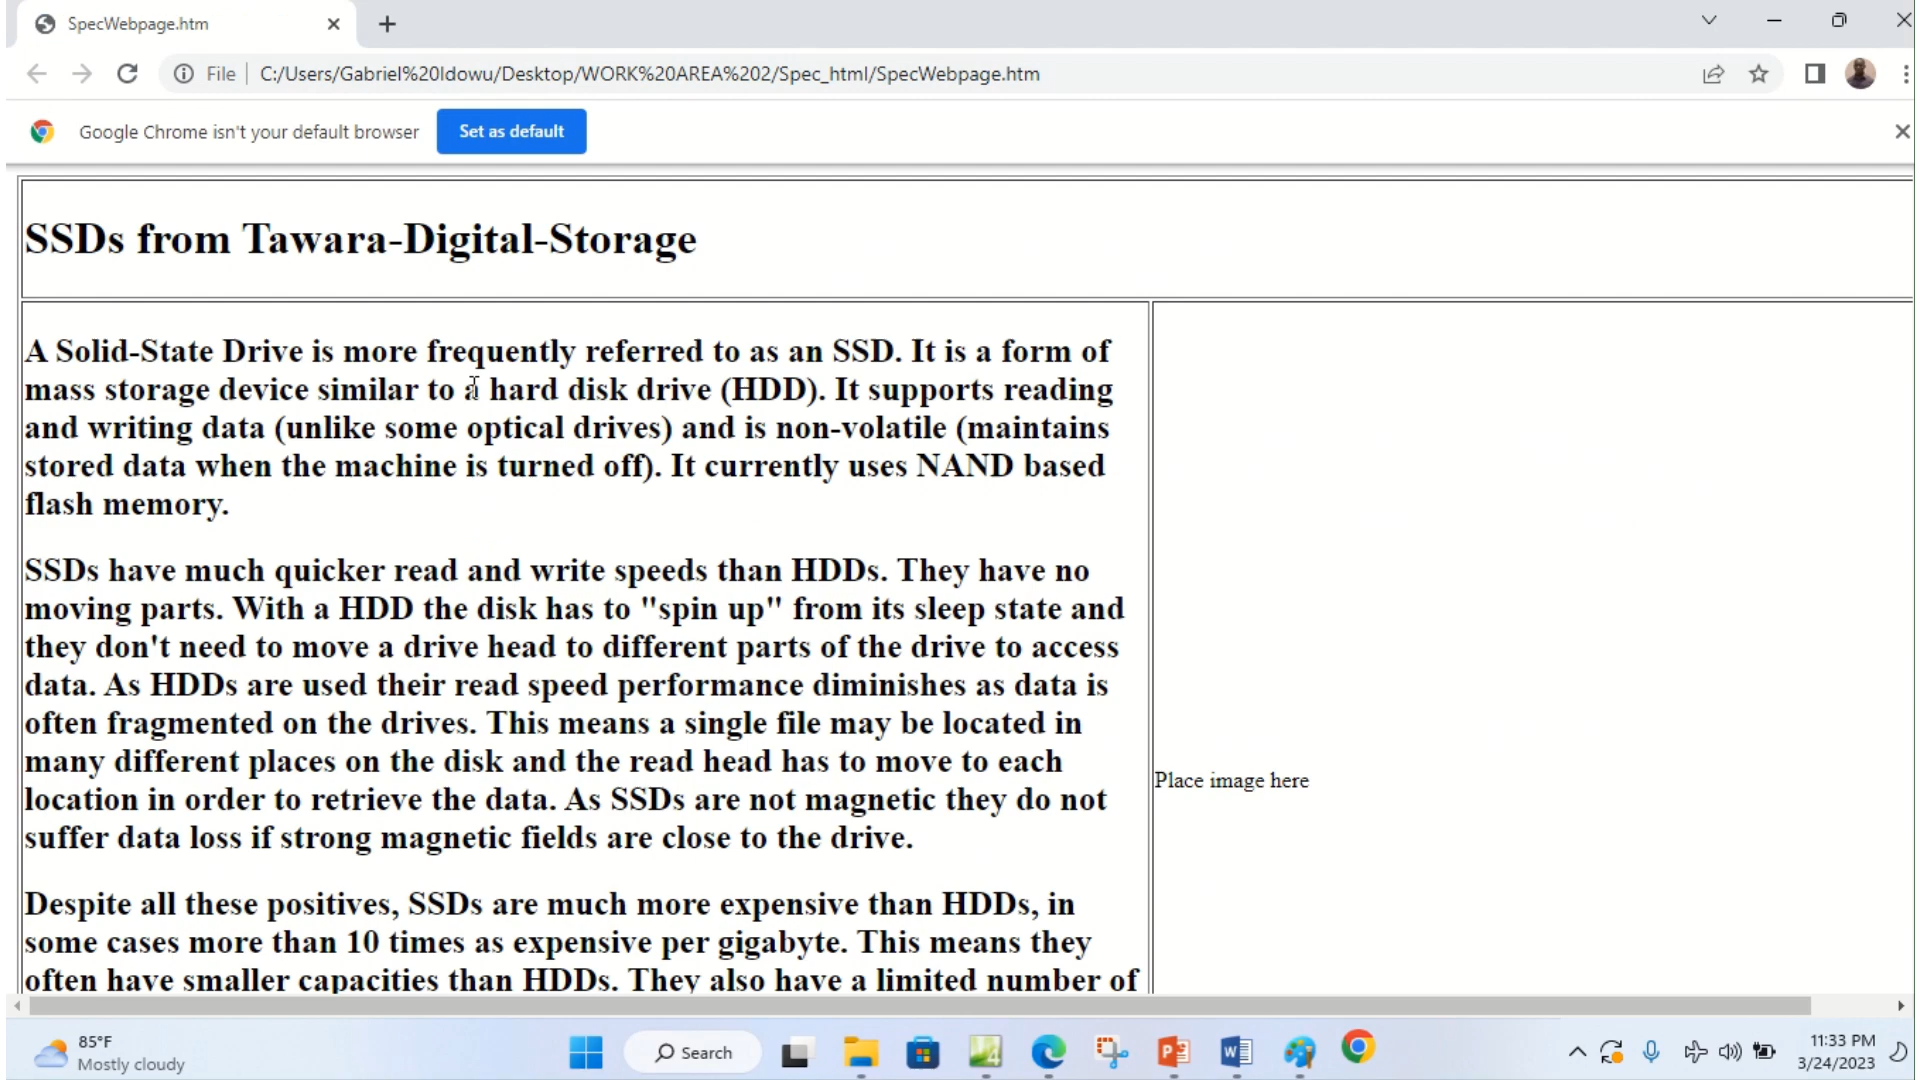 SpecWebpage.htm
File
C:/Users/Gabriel%20Idowu/Desktop/WORK%20AREA%202/Spec_html/SpecWebpage.htm
Google Chrome isn't your default browser
Set as default
SSDs from Tawara-Digital-Storage
A Solid-State Drive is more frequently referred to as an SSD. It is a form of
mass storage device similar to a hard disk drive (HDD). It supports reading
and writing data (unlike some optical drives) and is non-volatile (maintains
stored data when the machine is turned off). It currently uses NAND based
flash memory.
SSDs have much quicker read and write speeds than HDDs. They have no
moving parts. With a HDD the disk has to "spin up" from its sleep state and
they don't need to move a drive head to different parts of the drive to access
data. As HDDs are used their read speed performance diminishes as data is
often fragmented on the drives. This means a single file may be located in
many different places on the disk and the read head has to move to each
location in order to retrieve the data. As SSDs are not magnetic they do not
suffer data loss if strong magnetic fields are close to the drive.
Despite all these positives, SSDs are much more expensive than HDDs, in
some cases more than 10 times as expensive per gigabyte. This means they
often have smaller capacities than HDDs. They also have a limited number of
Place image here
85°F
Mostly cloudy
Search
4
P
W
11:33 PM
3/24/2023